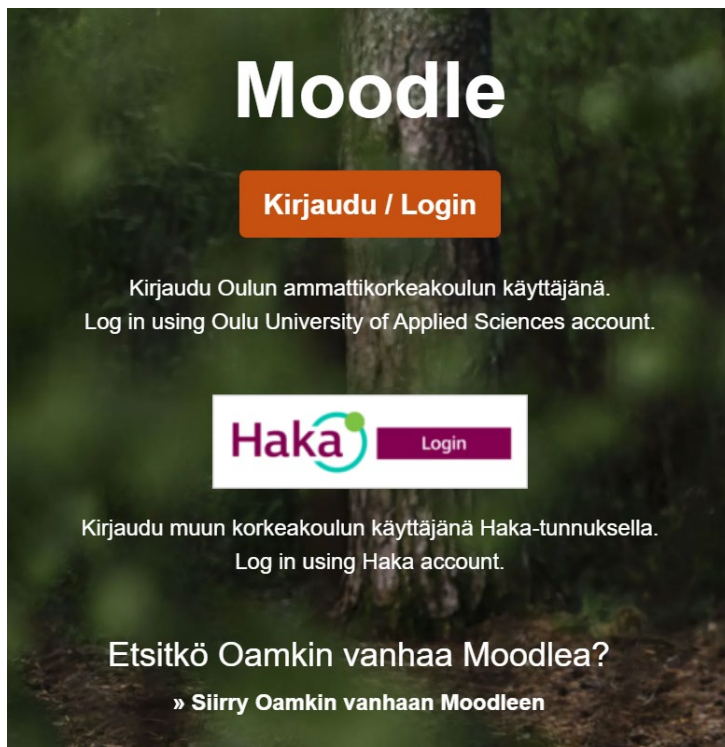 Moodle
Kirjaudu / Login
Kirjaudu Oulun ammattikorkeakoulun käyttäjänä.
Log in using Oulu University of Applied Sciences account.
Haka Login
Kirjaudu muun korkeakoulun käyttäjänä Haka-tunnuksella.
Log in using Haka account.
Etsitkö Oamkin vanhaa Moodlea?
» Siirry Oamkin vanhaan Moodleen